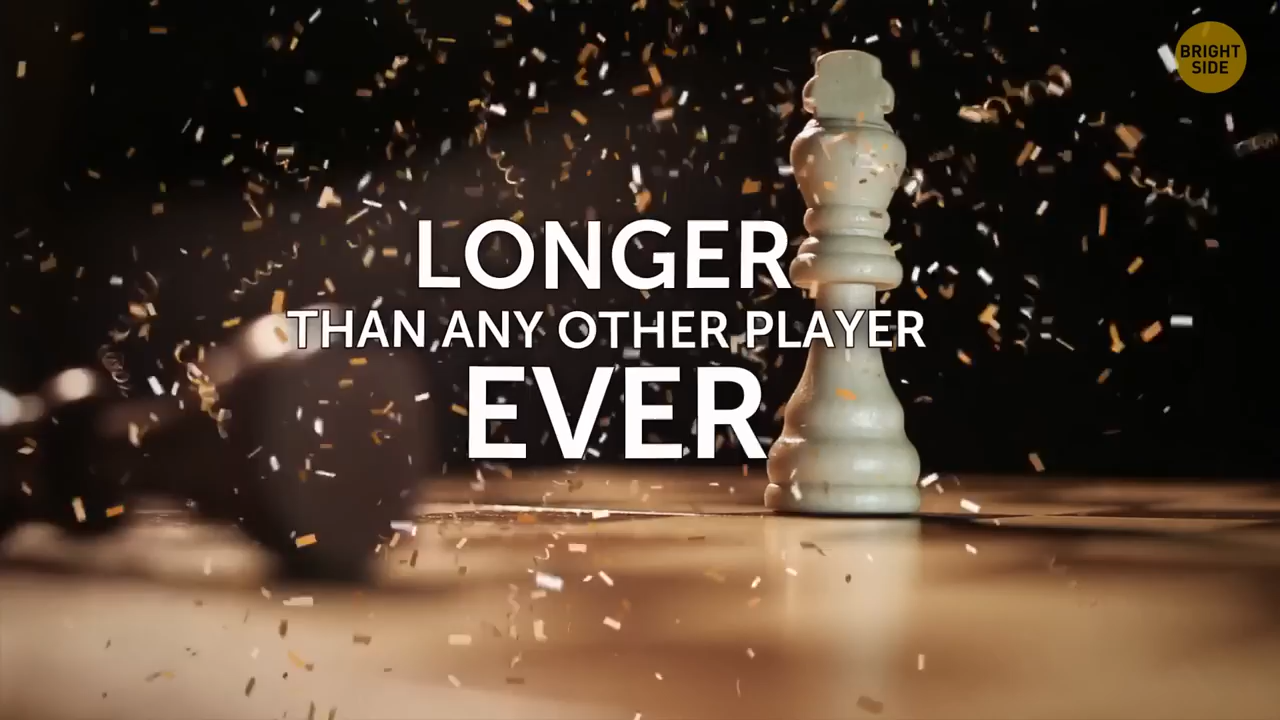 BRIGHT
SIDE
LONGER
THAN ANY OTHER PLAYER
EVER